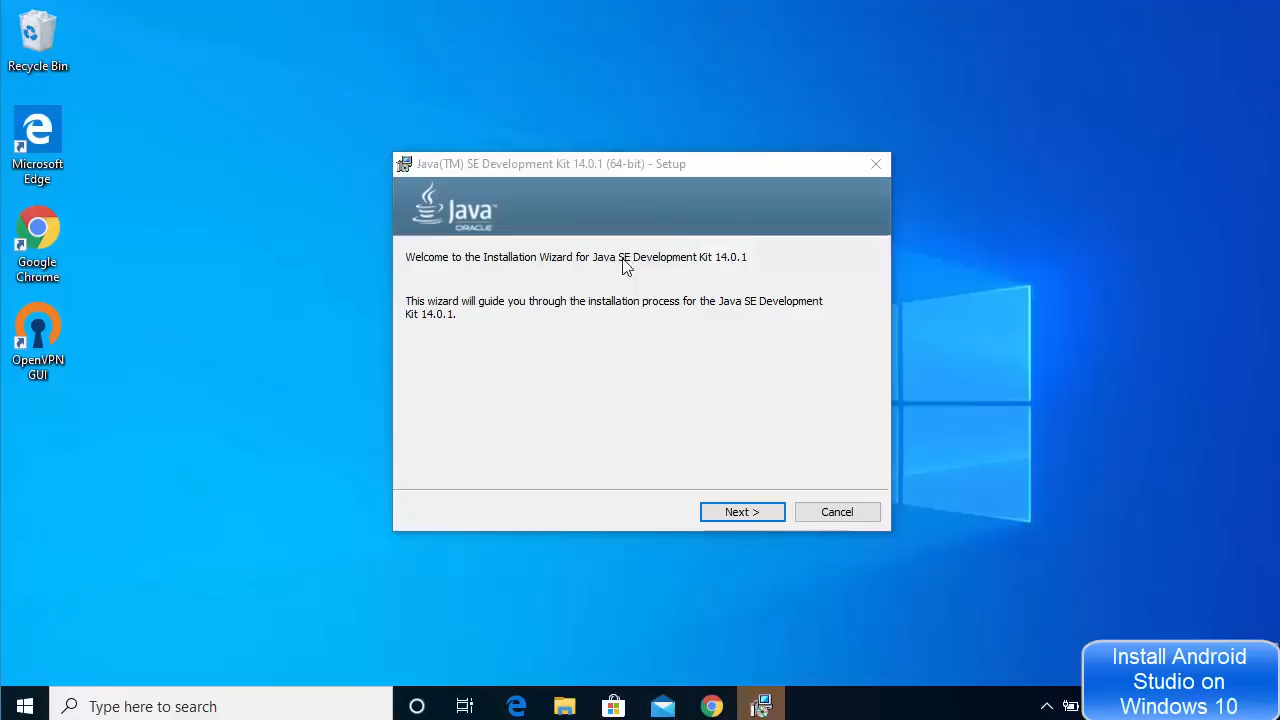 Recycle Bin
Microsoft
Edge
Google
Chrome
OpenVPN
GUI
Java(TM) SE Development Kit 14.0.1 (64-bit) - Setup
Java™
ORACLE
Welcome to the Installation Wizard for Java SE Development Kit 14.0.1
This wizard will guide you through the installation process for the Java SE Development
Kit 14.0.1.
Next >
Cancel
Type here to search
Install Android
Studio on
Windows 10